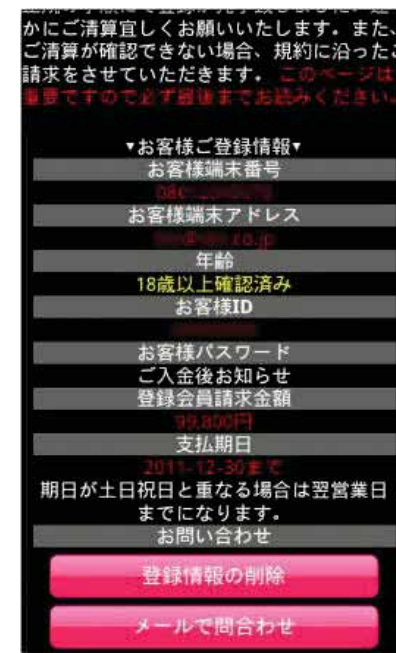 かにご清算宜しくお願いいたします。また、
ご清算が確認できない場合、規約に沿った
請求をさせていただきます。このページは
重要ですので必ず最後までお読みください。
▼お客様ご登録情報▼
お客様端末番号
お客様端末アドレス
.co.jp
年齢
18歳以上確認済み
お客様ID
お客様パスワード
ご入金後お知らせ
登録会員請求金額
99,800円
支払期日
2011-12-30まで
期日が土日祝日と重なる場合は翌営業日
までになります。
お問い合わせ
登録情報の削除
メールで問合わせ